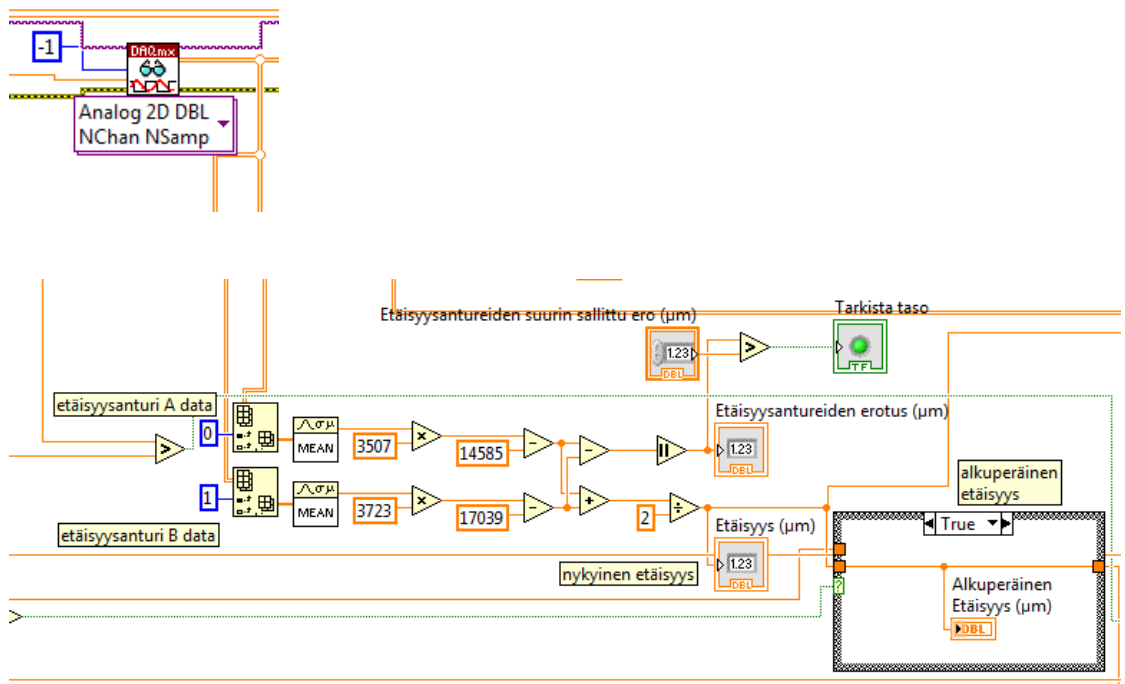 -1
DAQmx
Analog 2D DBL
NChan NSamp
Etäisyysantureiden suurin sallittu ero (µm)
Tarkista taso
1.23
DBL
>
TF
etäisyysanturi A data
Etäisyysantureiden erotus (µm)
>
0
MEAN
3507
×
14585
-
-
1.23
DBL
alkuperäinen
etäisyys
1
MEAN
3723
×
17039
-
+
2
÷
True
etäisyysanturi B data
Etäisyys (µm)
nykyinen etäisyys
1.23
DBL
?
Alkuperäinen
Etäisyys (µm)
DBL